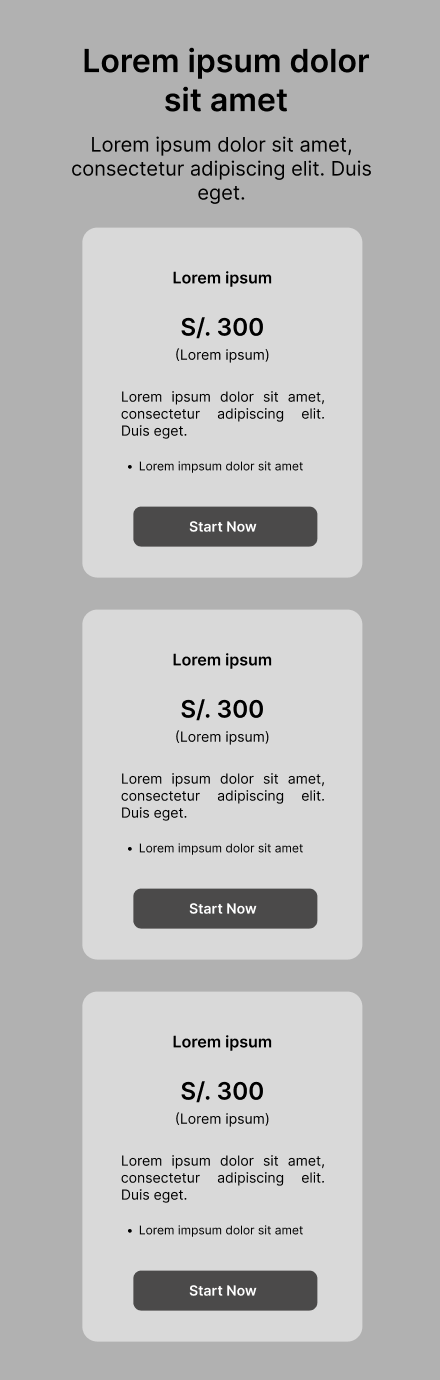 Lorem ipsum dolor
sit amet
Lorem ipsum dolor sit amet,
consectetur adipiscing elit. Duis
eget.
Lorem ipsum
S/. 300
(Lorem ipsum)
Lorem ipsum dolor sit amet,
consectetur adipiscing elit.
Duis eget.
• Lorem impsum dolor sit amet
Start Now
Lorem ipsum
S/. 300
(Lorem ipsum)
Lorem ipsum dolor sit amet,
consectetur adipiscing elit.
Duis eget.
• Lorem impsum dolor sit amet
Start Now
Lorem ipsum
S/. 300
(Lorem ipsum)
Lorem ipsum dolor sit amet,
consectetur adipiscing elit.
Duis eget.
• Lorem impsum dolor sit amet
Start Now